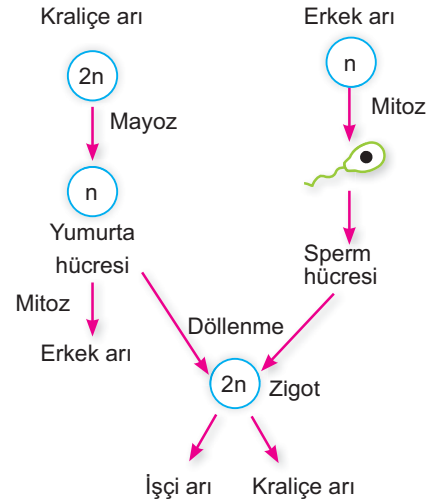 Kraliçe arı
Erkek arı
2n
n
Mayoz
Mitoz
n
Yumurta
hücresi
Sperm
hücresi
Mitoz
Döllenme
Erkek arı
2n
Zigot
İşçi arı
Kraliçe arı